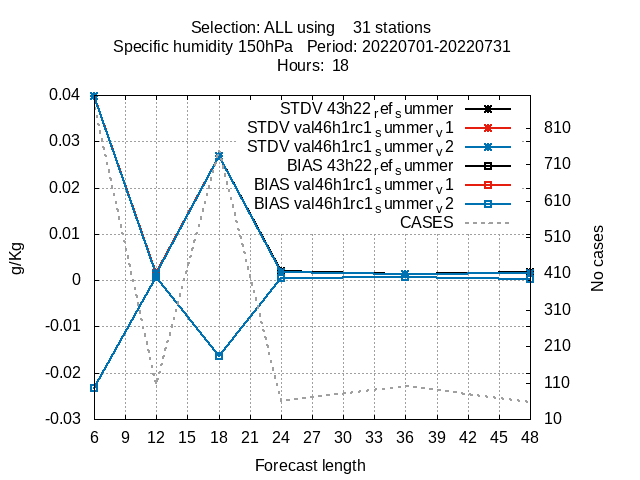 Selection: ALL using 31 stations
Specific humidity 150hPa Period: 20220701-20220731
Hours: 18
STDV 43h22_ref_summer
STDV val46h1rc1_summer_v1
STDV val46h1rc1_summer_v2
BIAS 43h22_ref_summer
BIAS val46h1rc1_summer_v1
BIAS val46h1rc1_summer_v2
CASES
0.04
0.03
0.02
0.01
0
-0.01
-0.02
-0.03
g/Kg
810
710
610
510
410
310
210
110
10
No cases
6 9 12 15 18 21 24 27 30 33 36 39 42 45 48
Forecast length